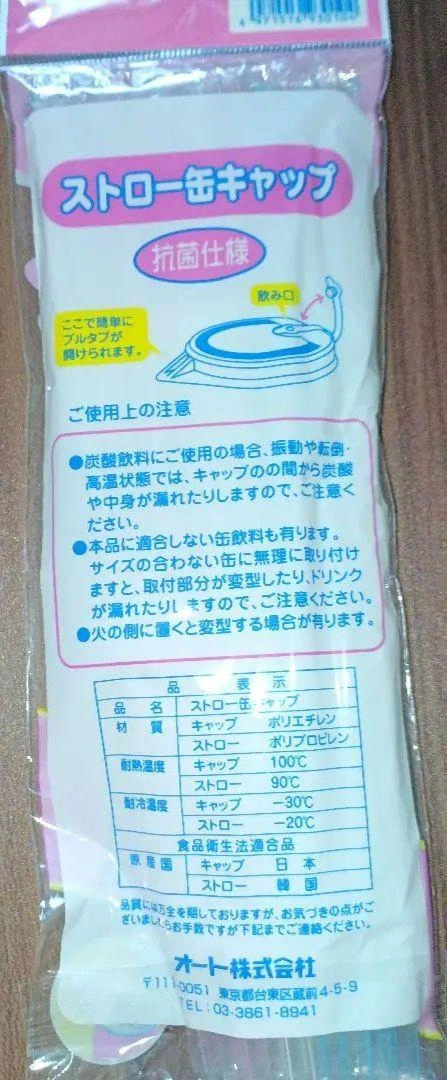 ストロー缶キャップ
抗菌仕様
飲み口
ここで簡単に
プルタブが
開けられます。
ご使用上の注意
●炭酸飲料にご使用の場合、振動や転倒・
高温状態では、キャップのの間から炭酸
や中身が漏れたりしますので、ご注意く
ださい。
●本品に適合しない缶飲料も有ります。
サイズの合わない缶に無理に取り付け
ますと、取付部分が変型したり、ドリンク
が漏れたりしますので、ご注意ください。
●火の側に置くと変型する場合が有ります。
品質表示
品名 ストロー缶キャップ
材質 キャップ ポリエチレン
ストロー ポリプロピレン
耐熱温度 キャップ 100℃
ストロー 90℃
耐冷温度 キャップ −30℃
ストロー −20℃
食品衛生法適合品
原産国 キャップ 日本
ストロー 韓国
品質には万全を期しておりますが、お気づきの点がご
ざいましたらお手数ですが下記までご連絡ください。
オート株式会社
〒111-0051 東京都台東区蔵前4-5-9
TEL:03-3861-8941